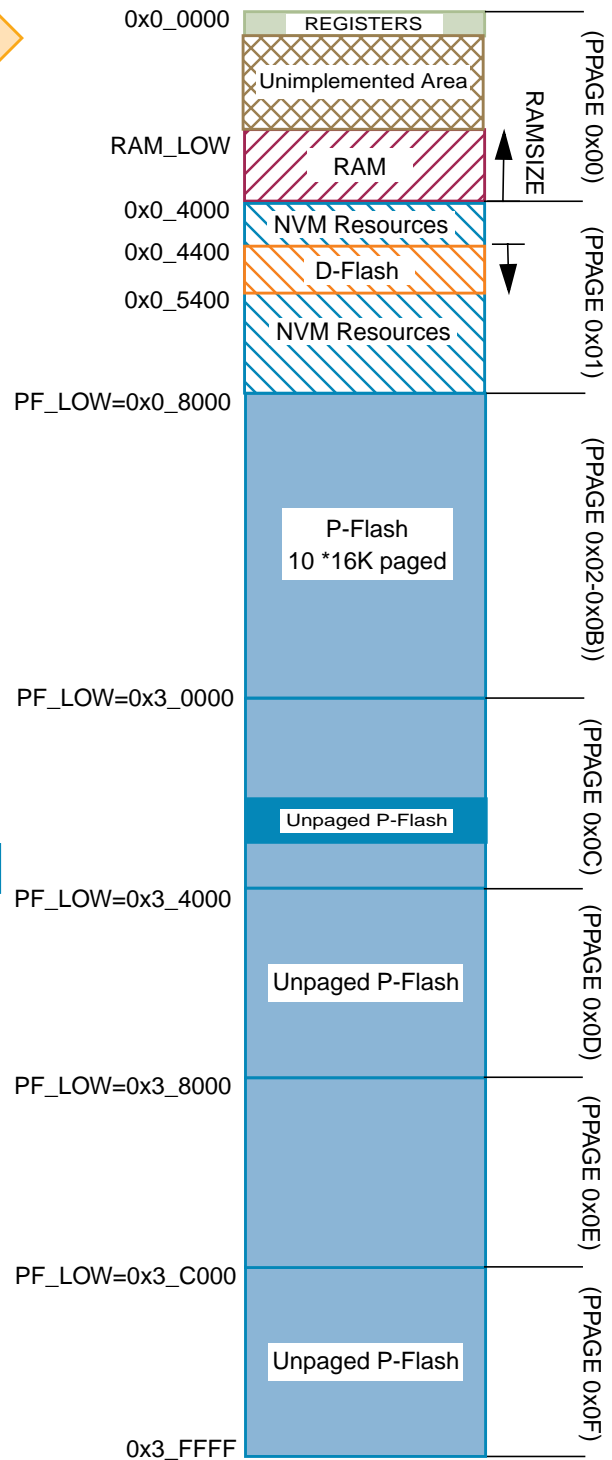 0x0_0000
REGISTERS
(PPAGE 0x00)
Unimplemented Area
RAMSIZE
RAM_LOW
RAM
0x0_4000
NVM Resources
0x0_4400
D-Flash
(PPAGE 0x01)
0x0_5400
NVM Resources
PF_LOW=0x0_8000
P-Flash
10 *16K paged
(PPAGE 0x02-0x0B))
PF_LOW=0x3_0000
(PPAGE 0x0C)
Unpaged P-Flash
PF_LOW=0x3_4000
(PPAGE 0x0D)
Unpaged P-Flash
PF_LOW=0x3_8000
(PPAGE 0x0E)
PF_LOW=0x3_C000
(PPAGE 0x0F)
Unpaged P-Flash
0x3_FFFF